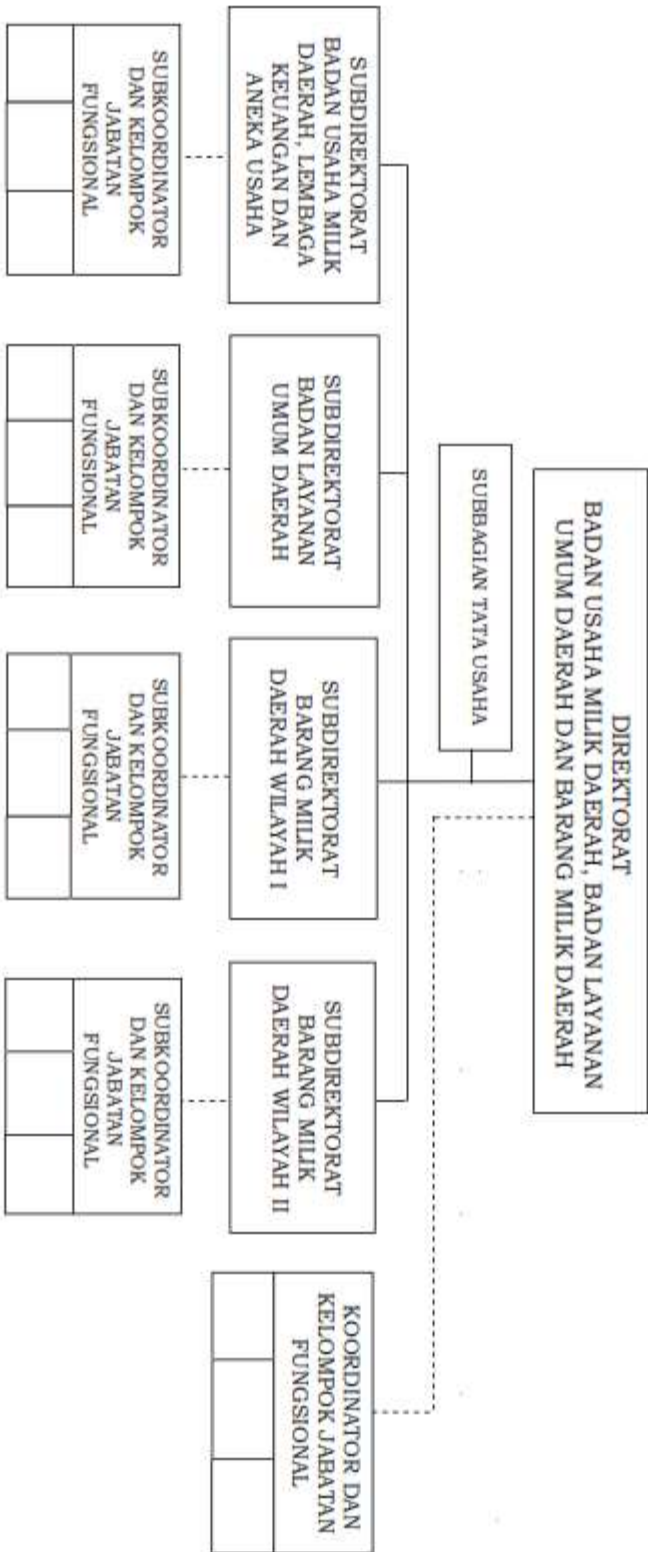 DIREKTORAT
BADAN USAHA MILIK DAERAH, BADAN LAYANAN
UMUM DAERAH DAN BARANG MILIK DAERAH
SUBBAGIAN TATA USAHA
SUBDIREKTORAT
BADAN USAHA MILIK
DAERAH, LEMBAGA
KEUANGAN DAN
ANEKA USAHA
SUBDIREKTORAT
BADAN LAYANAN
UMUM DAERAH
SUBDIREKTORAT
BARANG MILIK
DAERAH WILAYAH I
SUBDIREKTORAT
BARANG MILIK
DAERAH WILAYAH II
KOORDINATOR DAN
KELOMPOK JABATAN
FUNGSIONAL
SUBKOORDINATOR
DAN KELOMPOK
JABATAN
FUNGSIONAL
SUBKOORDINATOR
DAN KELOMPOK
JABATAN
FUNGSIONAL
SUBKOORDINATOR
DAN KELOMPOK
JABATAN
FUNGSIONAL
SUBKOORDINATOR
DAN KELOMPOK
JABATAN
FUNGSIONAL